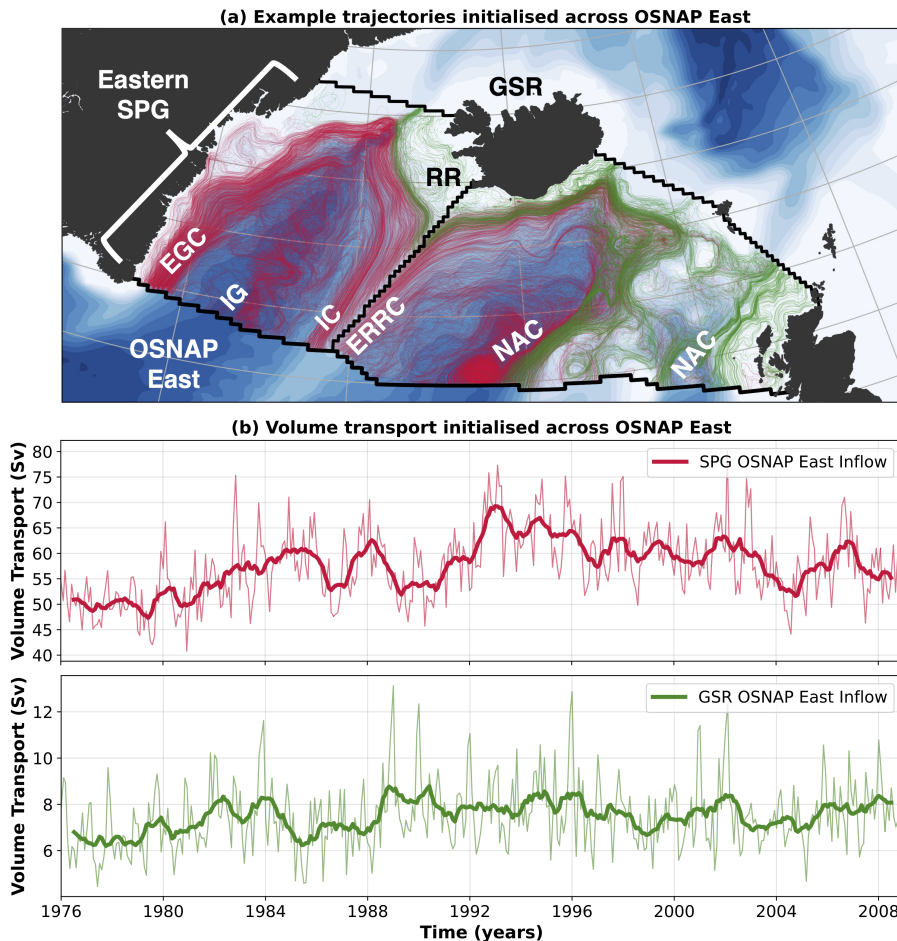 (a) Example trajectories initialised across OSNAP East
Eastern
SPG
GSR
RR
EGC
IG
IC
ERRC
NAC
NAC
OSNAP
East
(b) Volume transport initialised across OSNAP East
Volume Transport (Sv)
80
75
70
65
60
55
50
45
40
SPG OSNAP East Inflow
Volume Transport (Sv)
12
10
8
6
GSR OSNAP East Inflow
1976 1980 1984 1988 1992 1996 2000 2004 2008
Time (years)